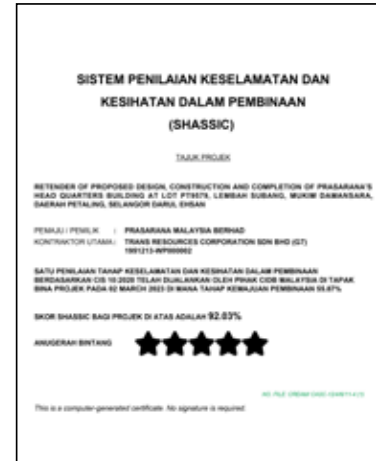 SISTEM PENILAIAN KESELAMATAN DAN
KESIHATAN DALAM PEMBINAAN
(SHASSIC)
TAJUK PROJEK
RETENDER OF PROPOSED DESIGN, CONSTRUCTION AND COMPLETION OF PRASARANA'S
HEAD QUARTERS BUILDING AT LOT LEMBAH SUBANG, MUKIM DAMANSARA,
DAERAH PETALING, SELANGOR DARUL EHSAN
PEMAJU / PEMILIK : PRASARANA MALAYSIA BERHAD
KONTRAKTOR UTAMA : TRANS RESOURCES CORPORATION SDN BHD (G7)
SATU PENILAIAN TAHAP KESELAMATAN DAN KESIHATAN DALAM PEMBINAAN
BERDASARKAN CIS 10:2020 TELAH DIJALANKAN OLEH PIHAK CIDB MALAYSIA DI TAPAK
BINA PROJEK PADA 02 MARCH 2023 DI MANA TAHAP KEMAJUAN PEMBINAAN
SKOR SHASSIC BAGI PROJEK DI ATAS ADALAH 92.03%
ANUGERAH BINTANG
This is a computer-generated certificate. No signature is required.